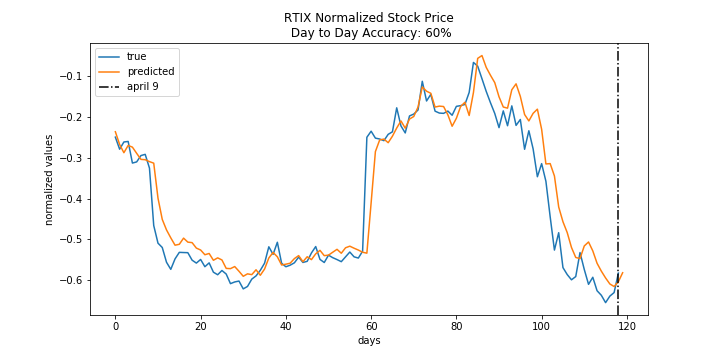 RTIX Normalized Stock Price
Day to Day Accuracy: 60%
true
predicted
april 9
normalized values
−0.1
−0.2
−0.3
−0.4
−0.5
−0.6
0
20
40
60
80
100
120
days